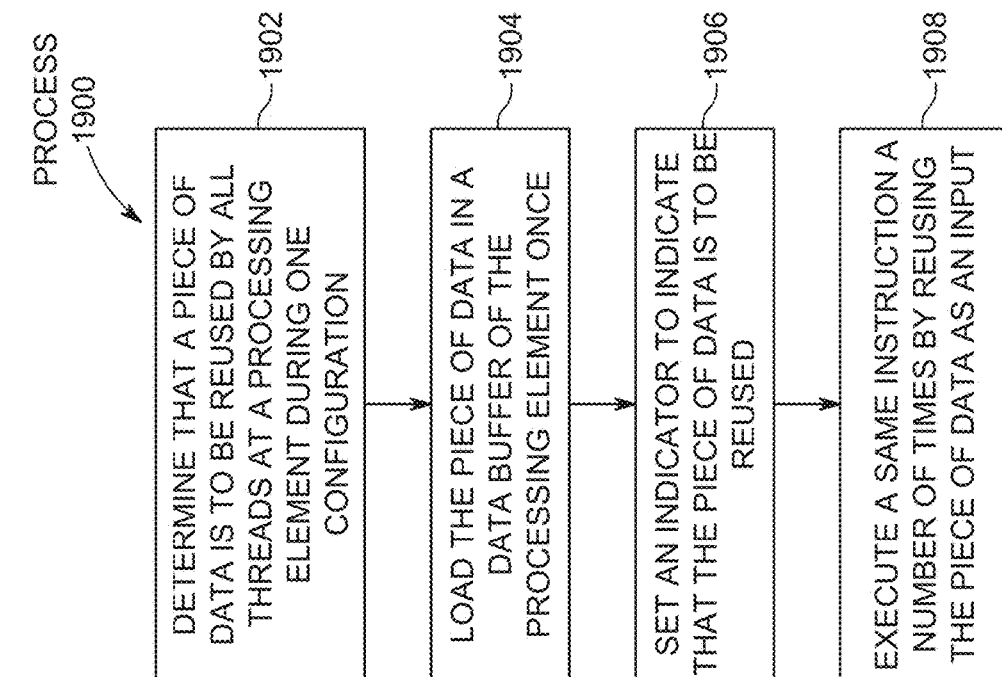 PROCESS
1900
DETERMINE THAT A PIECE OF
DATA IS TO BE REUSED BY ALL
THREADS AT A PROCESSING
ELEMENT DURING ONE
CONFIGURATION
1902
LOAD THE PIECE OF DATA IN A
DATA BUFFER OF THE
PROCESSING ELEMENT ONCE
1904
SET AN INDICATOR TO INDICATE
THAT THE PIECE OF DATA IS TO BE
REUSED
1906
EXECUTE A SAME INSTRUCTION A
NUMBER OF TIMES BY REUSING
THE PIECE OF DATA AS AN INPUT
1908